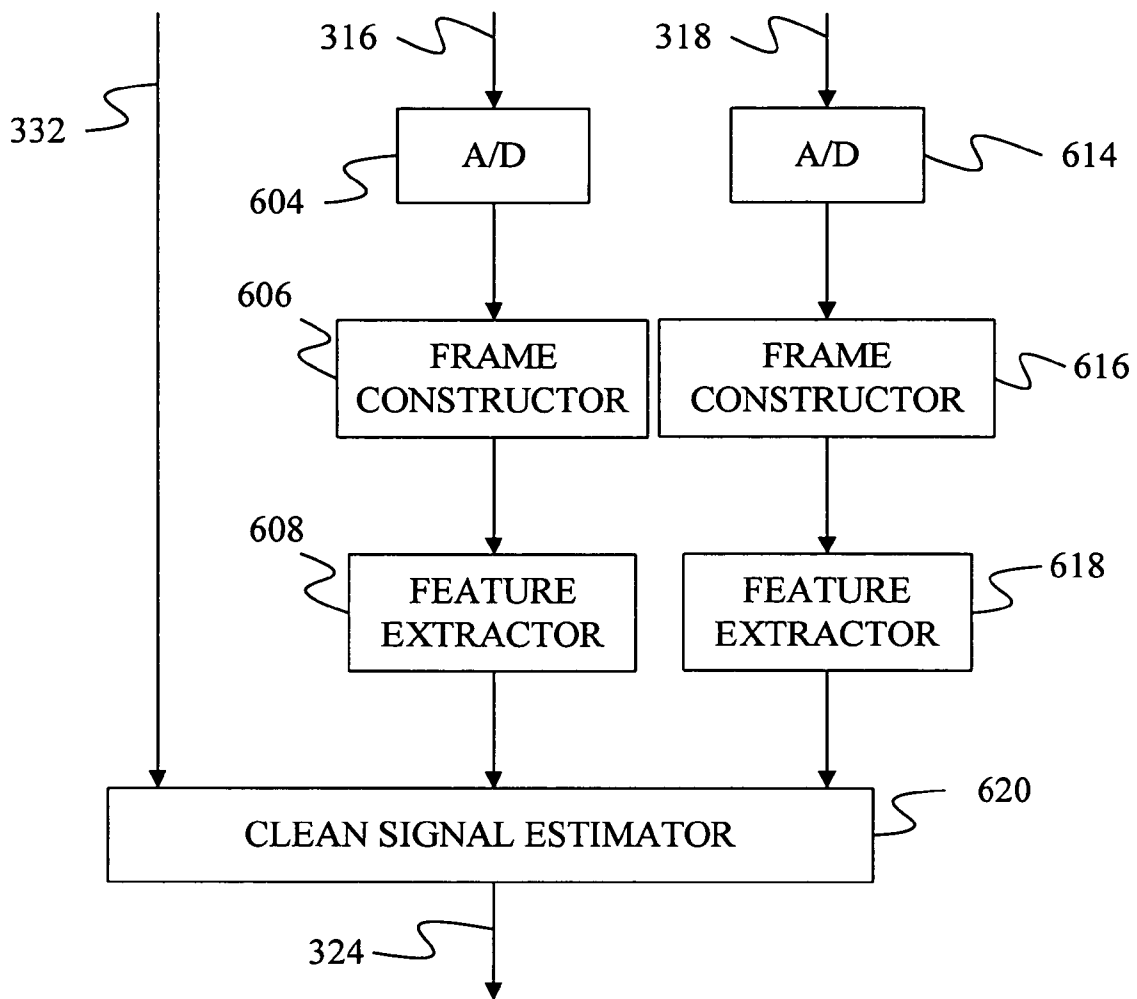 316
318
332
A/D
A/D
604
614
606
FRAME
CONSTRUCTOR
FRAME
CONSTRUCTOR
616
608
FEATURE
EXTRACTOR
FEATURE
EXTRACTOR
618
620
CLEAN SIGNAL ESTIMATOR
324